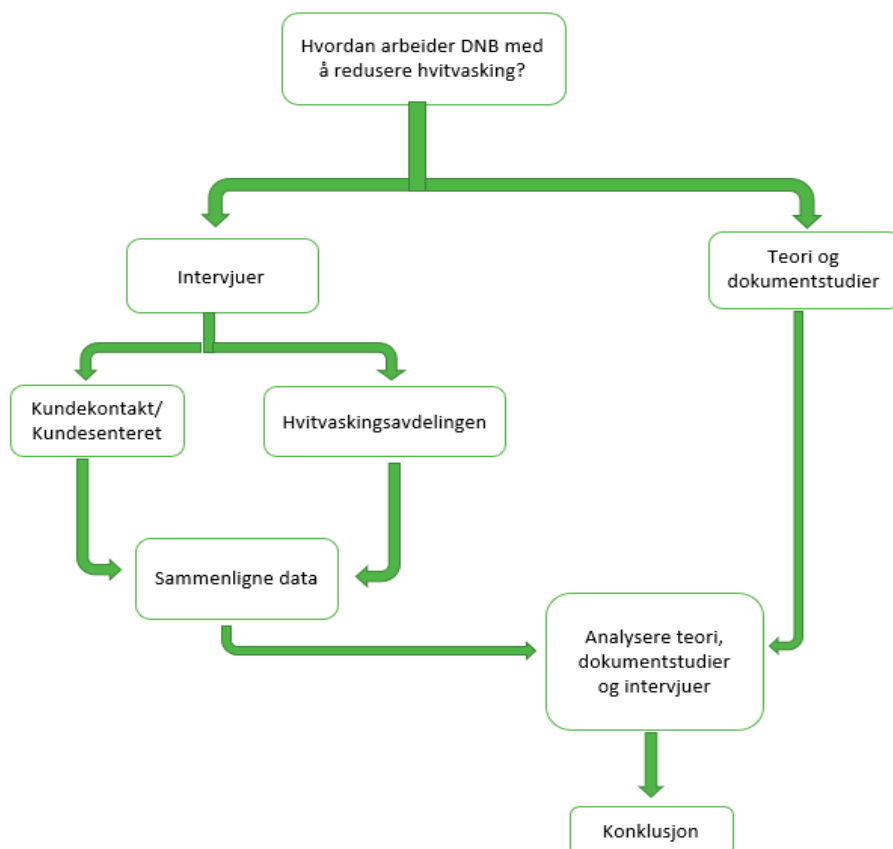 Hvordan arbeider DNB med
å redusere hvitvasking?
Intervjuer
Teori og
dokumentstudier
Kundekontakt/
Kundesenteret
Hvitvaskingsavdelingen
Sammenligne data
Analysere teori,
dokumentstudier
og intervjuer
Konklusjon